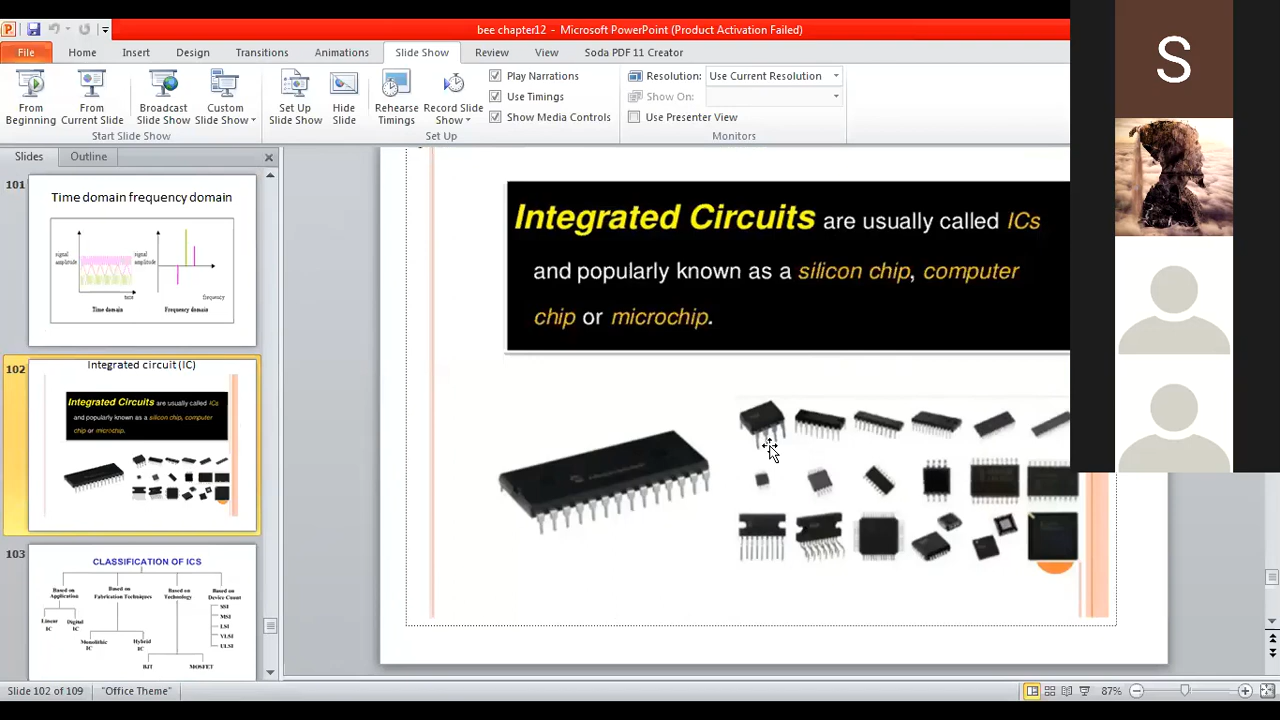 bee chapter12 - Microsoft PowerPoint (Product Activation Failed)
File Home Insert Design Transitions Animations Slide Show Review View Soda PDF 11 Creator
From Beginning
From Current Slide
Broadcast Slide Show
Custom Slide Show
Start Slide Show
Set Up Slide Show
Hide Slide
Rehearse Timings
Record Slide Show
Play Narrations
Use Timings
Show Media Controls
Set Up
Resolution: Use Current Resolution
Show On:
Use Presenter View
Monitors
Slides Outline
101
Time domain frequency domain
signal amplitude
time
Time domain
signal amplitude
frequency
Frequency domain
102
Integrated circuit (IC)
Integrated Circuits are usually called ICs
and popularly known as a silicon chip, computer
chip or microchip.
103
CLASSIFICATION OF ICS
Based on Application
Based on Fabrication Techniques
Based on Technology
Based on Device Count
Linear IC
Digital IC
Monolithic IC
Hybrid IC
BJT
MOSFET
SSI
MSI
LSI
VLSI
ULSI
Integrated Circuits are usually called ICs
and popularly known as a silicon chip, computer
chip or microchip.
S
Slide 102 of 109 "Office Theme" 87%